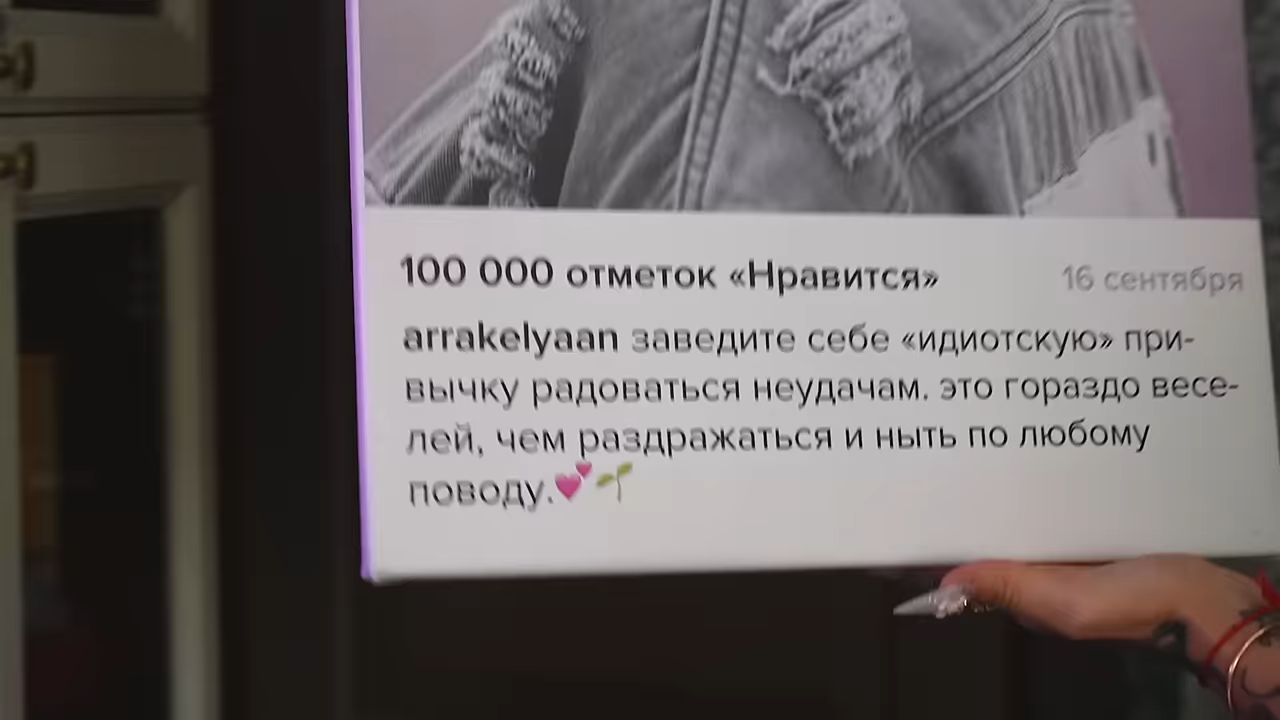 100 000 отметок «Нравится» 16 сентября
arrakelyaan заведите себе «идиотскую» при-
вычку радоваться неудачам. это гораздо весе-
лей, чем раздражаться и ныть по любому
поводу.💕🌱